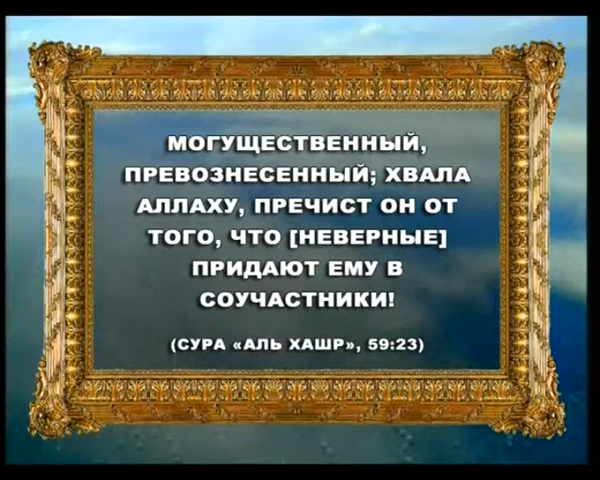 МОГУЩЕСТВЕННЫЙ,
ПРЕВОЗНЕСЕННЫЙ; ХВАЛА
АЛЛАХУ, ПРЕЧИСТ ОН ОТ
ТОГО, ЧТО [НЕВЕРНЫЕ]
ПРИДАЮТ ЕМУ В
СОУЧАСТНИКИ!
(СУРА «АЛЬ ХАШР», 59:23)